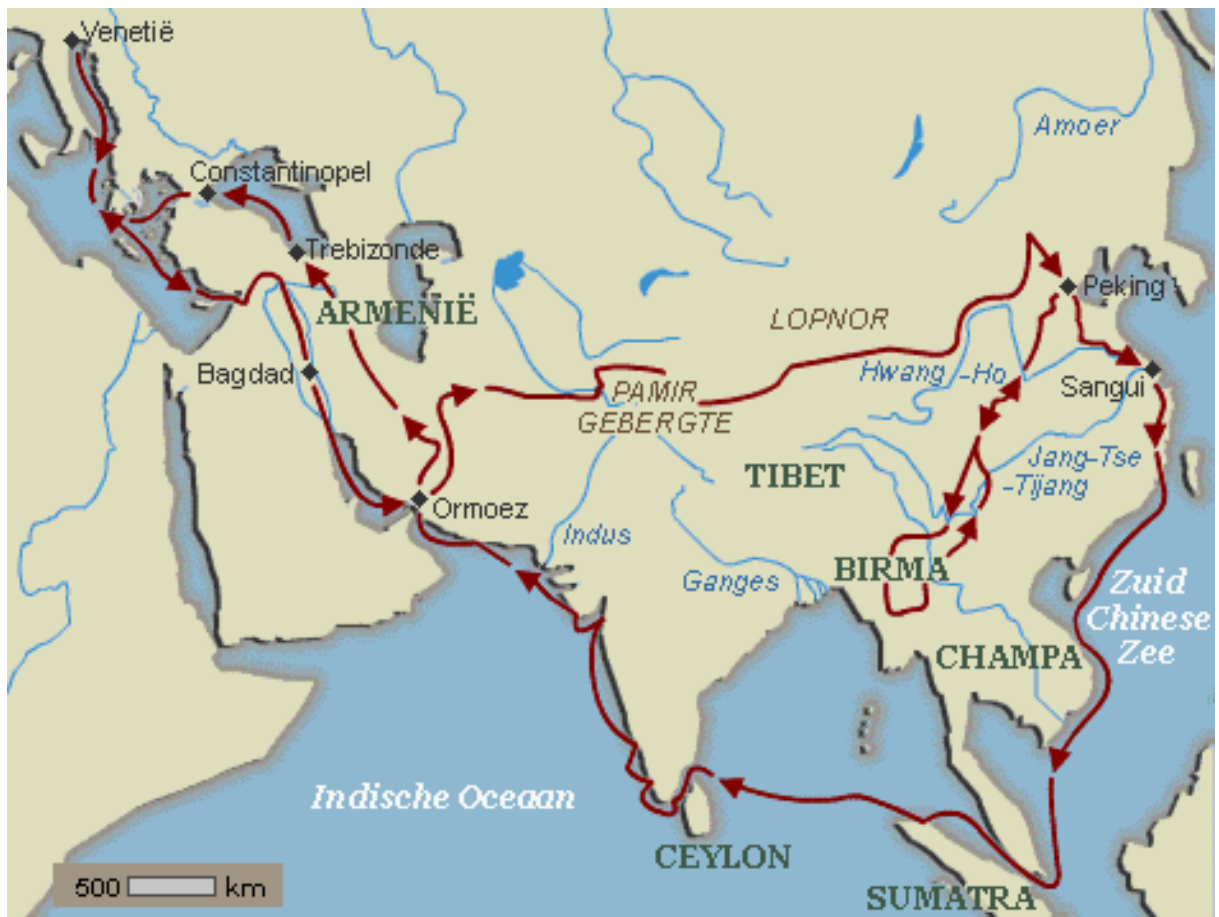 Venetië
Amoer
Constantinopel
Trebizonde
Peking
ARMENIË
LOPNOR
Bagdad
Hwang-Ho
Sangui
PAMIR
GEBERGTE
TIBET
Jang-Tse
-Tijang
Ormoez
Indus
BIRMA
Ganges
Zuid
Chinese
Zee
CHAMPA
Indische Oceaan
CEYLON
500 km
SUMATRA